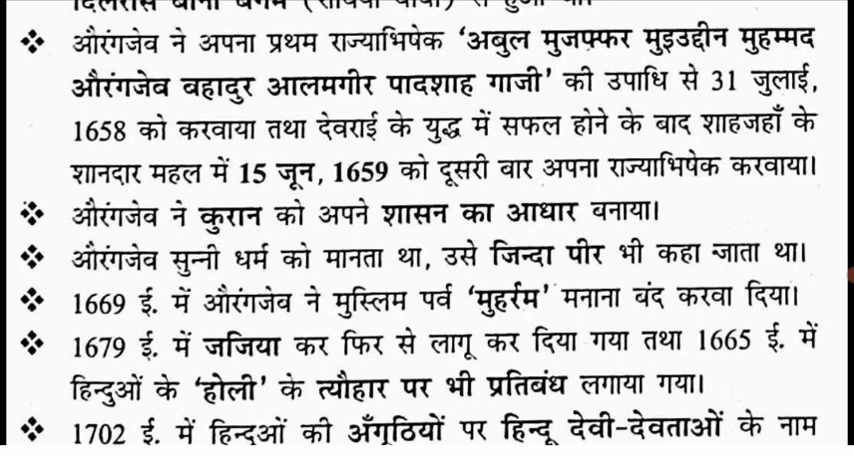 दिलरास बानो बेगम (राबिया बीबी) से हुआ था।
❖ औरंगजेब ने अपना प्रथम राज्याभिषेक ‘अबुल मुजफ़्फर मुइउद्दीन मुहम्मद
औरंगजेब बहादुर आलमगीर पादशाह गाजी’ की उपाधि से 31 जुलाई,
1658 को करवाया तथा देवराई के युद्ध में सफल होने के बाद शाहजहाँ के
शानदार महल में 15 जून, 1659 को दूसरी बार अपना राज्याभिषेक करवाया।
❖ औरंगजेब ने कुरान को अपने शासन का आधार बनाया।
❖ औरंगजेब सुन्नी धर्म को मानता था, उसे जिन्दा पीर भी कहा जाता था।
❖ 1669 ई. में औरंगजेब ने मुस्लिम पर्व ‘मुहर्रम’ मनाना बंद करवा दिया।
❖ 1679 ई. में जजिया कर फिर से लागू कर दिया गया तथा 1665 ई. में
हिन्दुओं के ‘होली’ के त्यौहार पर भी प्रतिबंध लगाया गया।
❖ 1702 ई. में हिन्दुओं की अँगूठियों पर हिन्दू देवी-देवताओं के नाम